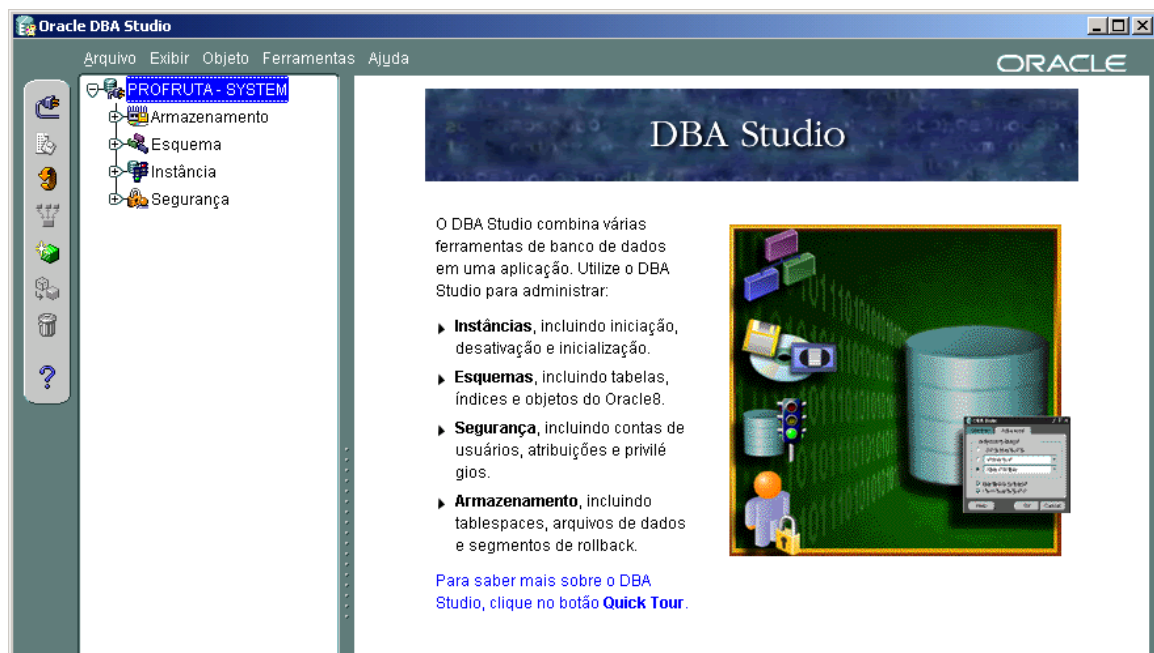 Oracle DBA Studio
Arquivo Exibir Objeto Ferramentas Ajuda
ORACLE
PROFRUTA - SYSTEM
Armazenamento
Esquema
Instância
Segurança
DBA Studio
O DBA Studio combina várias
ferramentas de banco de dados
em uma aplicação. Utilize o DBA
Studio para administrar:
Instâncias, incluindo iniciação,
desativação e inicialização.
Esquemas, incluindo tabelas,
índices e objetos do Oracle8.
Segurança, incluindo contas de
usuários, atribuições e privilé
gios.
Armazenamento, incluindo
tablespaces, arquivos de dados
e segmentos de rollback.
Para saber mais sobre o DBA
Studio, clique no botão Quick Tour.